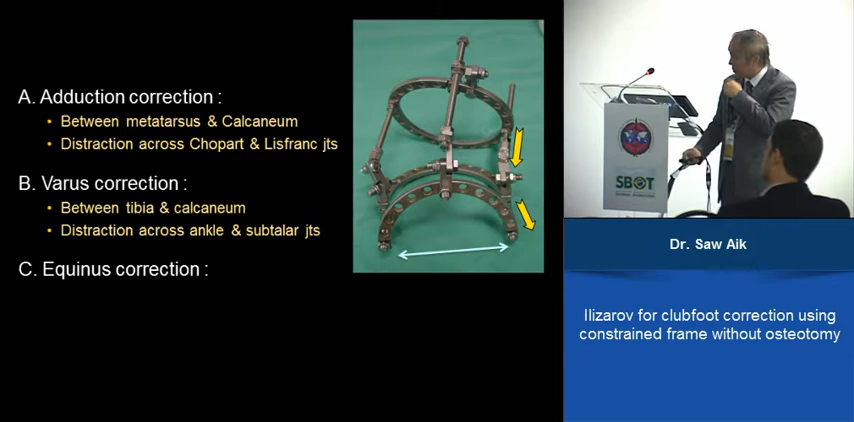 A. Adduction correction :
• Between metatarsus & Calcaneum
• Distraction across Chopart & Lisfranc jts
B. Varus correction :
• Between tibia & calcaneum
• Distraction across ankle & subtalar jts
C. Equinus correction :
SBOT
Dr. Saw Aik
Ilizarov for clubfoot correction using
constrained frame without osteotomy